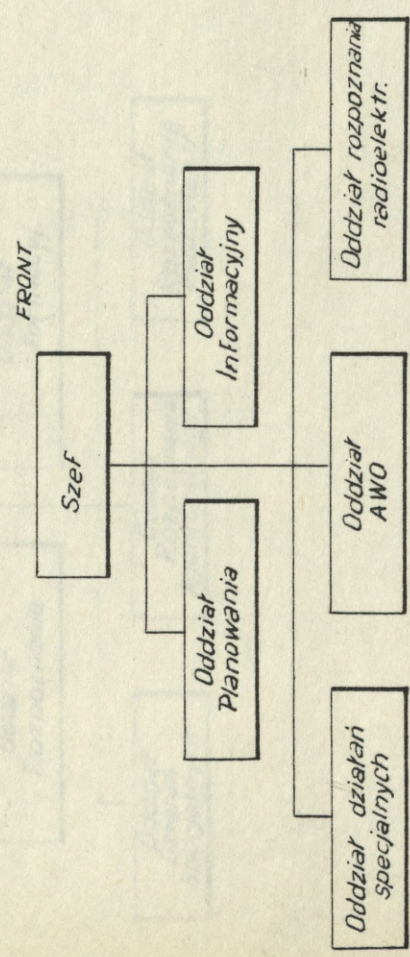 FRONT
Szef
Oddział
Planowania
Oddział
Informacyjny
Oddział działań
specjalnych
Oddział
AWO
Oddział rozpoznania
radioelektr.